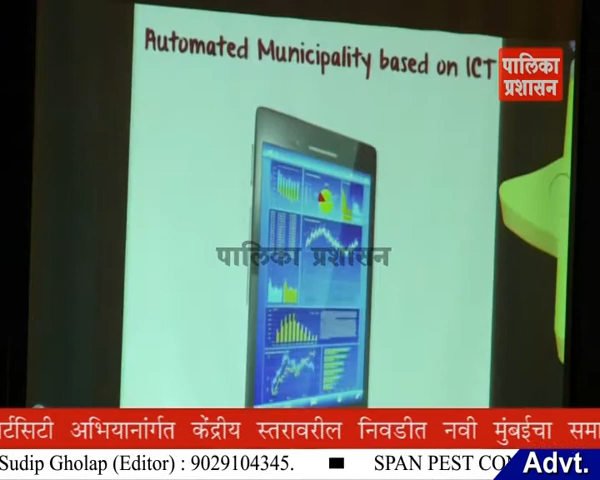 Automated Municipality based on ICT
पालिका
प्रशासन
पालिका प्रशासन
र्टसिटी अभियानांर्गत केंद्रीय स्तरावरील निवडीत नवी मुंबईचा समा
Sudip Gholap (Editor) : 9029104345. ■ SPAN PEST CO
Advt.